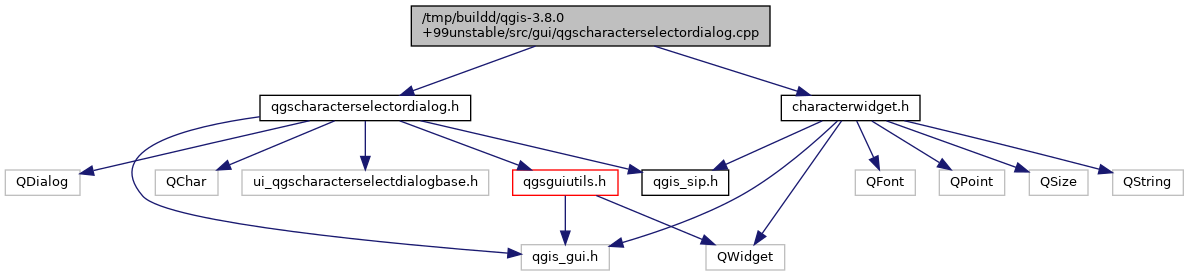 /tmp/buildd/qgis-3.8.0
+99unstable/src/gui/qgscharacterselectordialog.cpp
qgscharacterselectordialog.h
characterwidget.h
QDialog
QChar
ui_qgscharacterselectdialogbase.h
qgsguiutils.h
qgis_sip.h
QFont
QPoint
QSize
QString
qgis_gui.h
QWidget